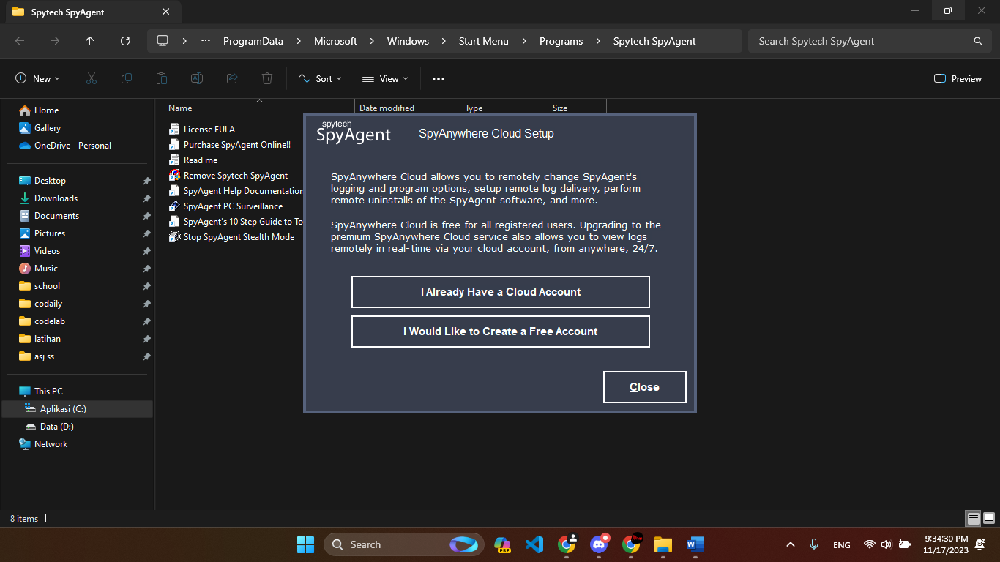 Spytech SpyAgent
ProgramData
Microsoft
Windows
Start Menu
Programs
Spytech SpyAgent
Search Spytech SpyAgent
New
Sort
View
Preview
Home
Gallery
OneDrive - Personal
Desktop
Downloads
Documents
Pictures
Videos
Music
school
codaily
codelab
latihan
asj ss
This PC
Aplikasi (C:)
Data (D:)
Network
Name
Date modified
Type
Size
License EULA
Purchase SpyAgent Online!!
Read me
Remove Spytech SpyAgent
SpyAgent Help Documentation
SpyAgent PC Surveillance
SpyAgent's 10 Step Guide to To
Stop SpyAgent Stealth Mode
spytech
SpyAgent
SpyAnywhere Cloud Setup
SpyAnywhere Cloud allows you to remotely change SpyAgent's
logging and program options, setup remote log delivery, perform
remote uninstalls of the SpyAgent software, and more.
SpyAnywhere Cloud is free for all registered users. Upgrading to the
premium SpyAnywhere Cloud service also allows you to view logs
remotely in real-time via your cloud account, from anywhere, 24/7.
I Already Have a Cloud Account
I Would Like to Create a Free Account
Close
8 items
Search
PRE
ENG
9:34:30 PM
11/17/2023